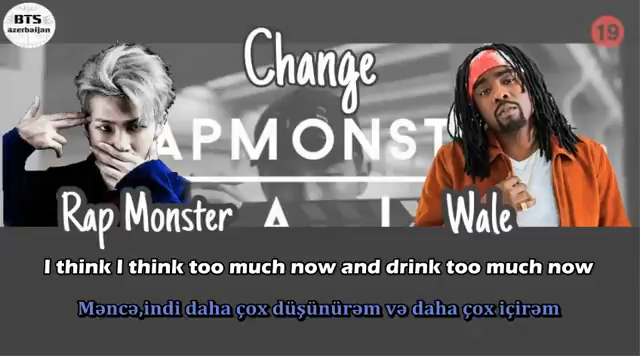 BTS
azerbaijan
19
Change
APMONST
Rap Monster
Wale
I think I think too much now and drink too much now
Məncə,indi daha çox düşünürəm və daha çox içirəm